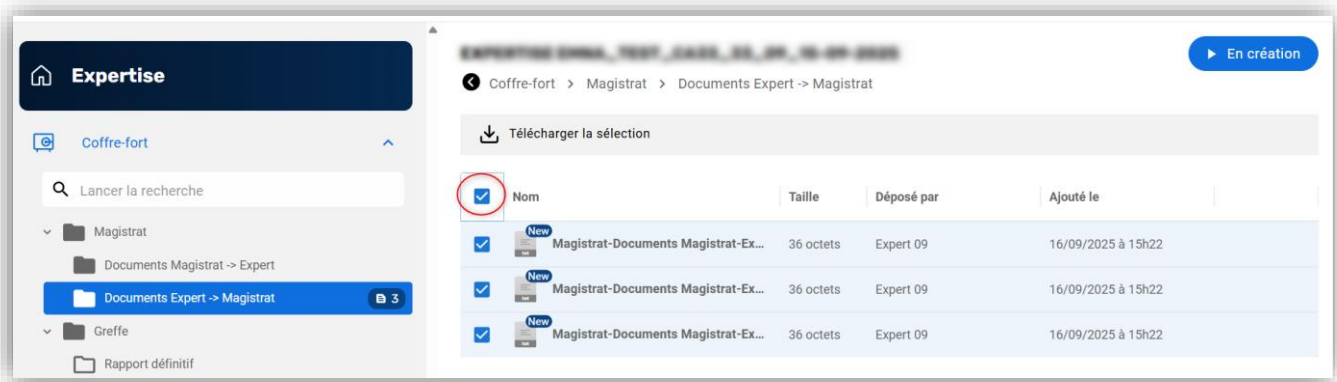 Expertise
En création
Coffre-fort > Magistrat > Documents Expert -> Magistrat
Coffre-fort
Télécharger la sélection
Lancer la recherche
Nom Taille Déposé par Ajouté le
Magistrat
Documents Magistrat -> Expert
Documents Expert -> Magistrat 3
Greffe
Rapport définitif
New
Magistrat-Documents Magistrat-Ex... 36 octets Expert 09 16/09/2025 à 15h22
New
Magistrat-Documents Magistrat-Ex... 36 octets Expert 09 16/09/2025 à 15h22
New
Magistrat-Documents Magistrat-Ex... 36 octets Expert 09 16/09/2025 à 15h22